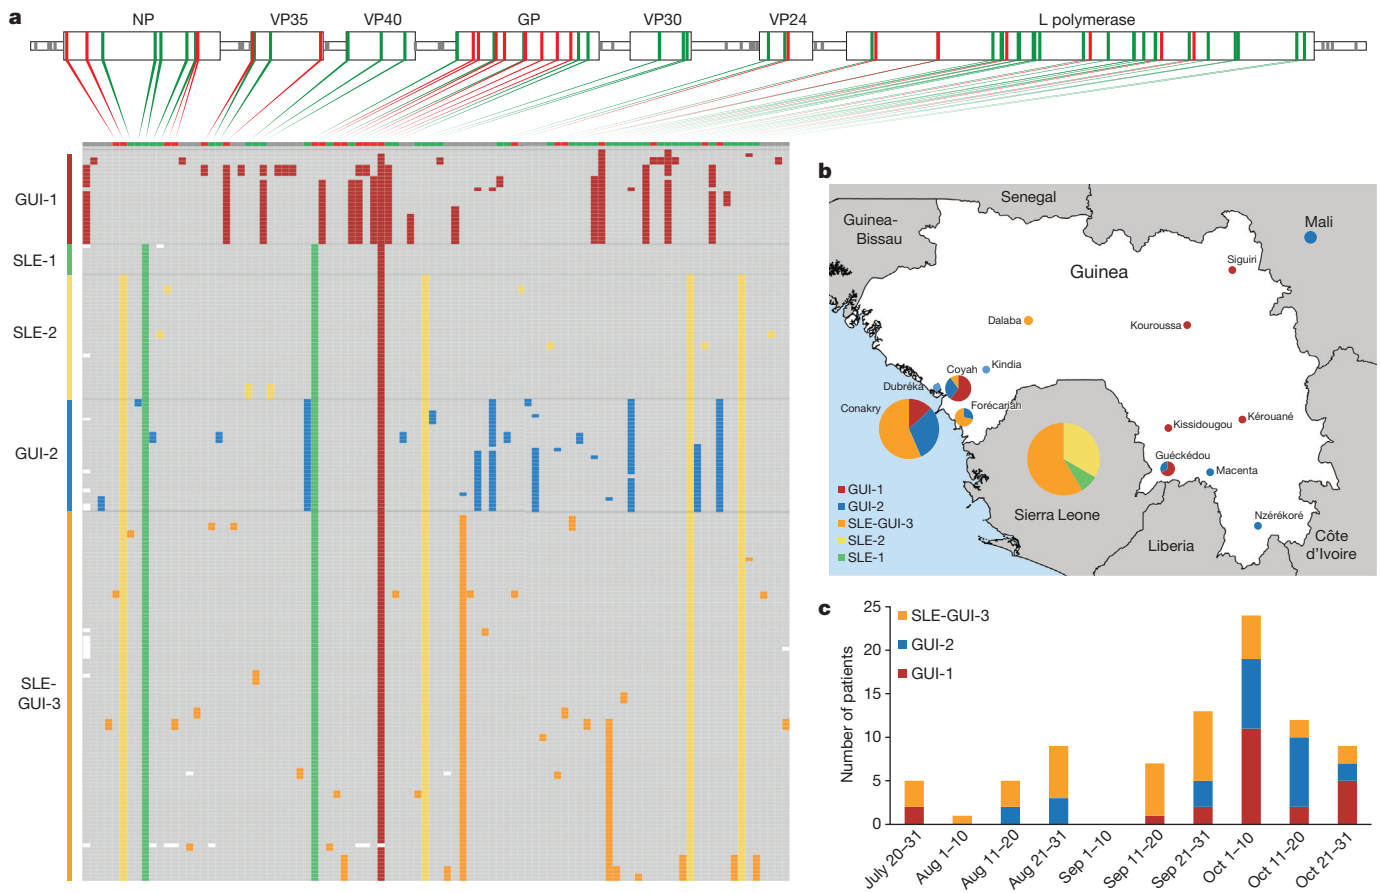 a
NP
VP35
VP40
GP
VP30
VP24
L polymerase
GUI-1
SLE-1
SLE-2
GUI-2
SLE-
GUI-3
b
Senegal
Guinea-
Bissau
Mali
Guinea
Siguiri
Dalaba
Kouroussa
Kindia
Coyah
Dubréka
Forécariah
Conakry
Kérouané
Kissidougou
Guéckédou
Macenta
Nzérékoré
Sierra Leone
Liberia
Côte
d'Ivoire
GUI-1
GUI-2
SLE-GUI-3
SLE-2
SLE-1
c
25
20
15
10
5
0
Number of patients
SLE-GUI-3
GUI-2
GUI-1
July 20–31
Aug 1–10
Aug 11–20
Aug 21–31
Sep 1–10
Sep 11–20
Sep 21–31
Oct 1–10
Oct 11–20
Oct 21–31